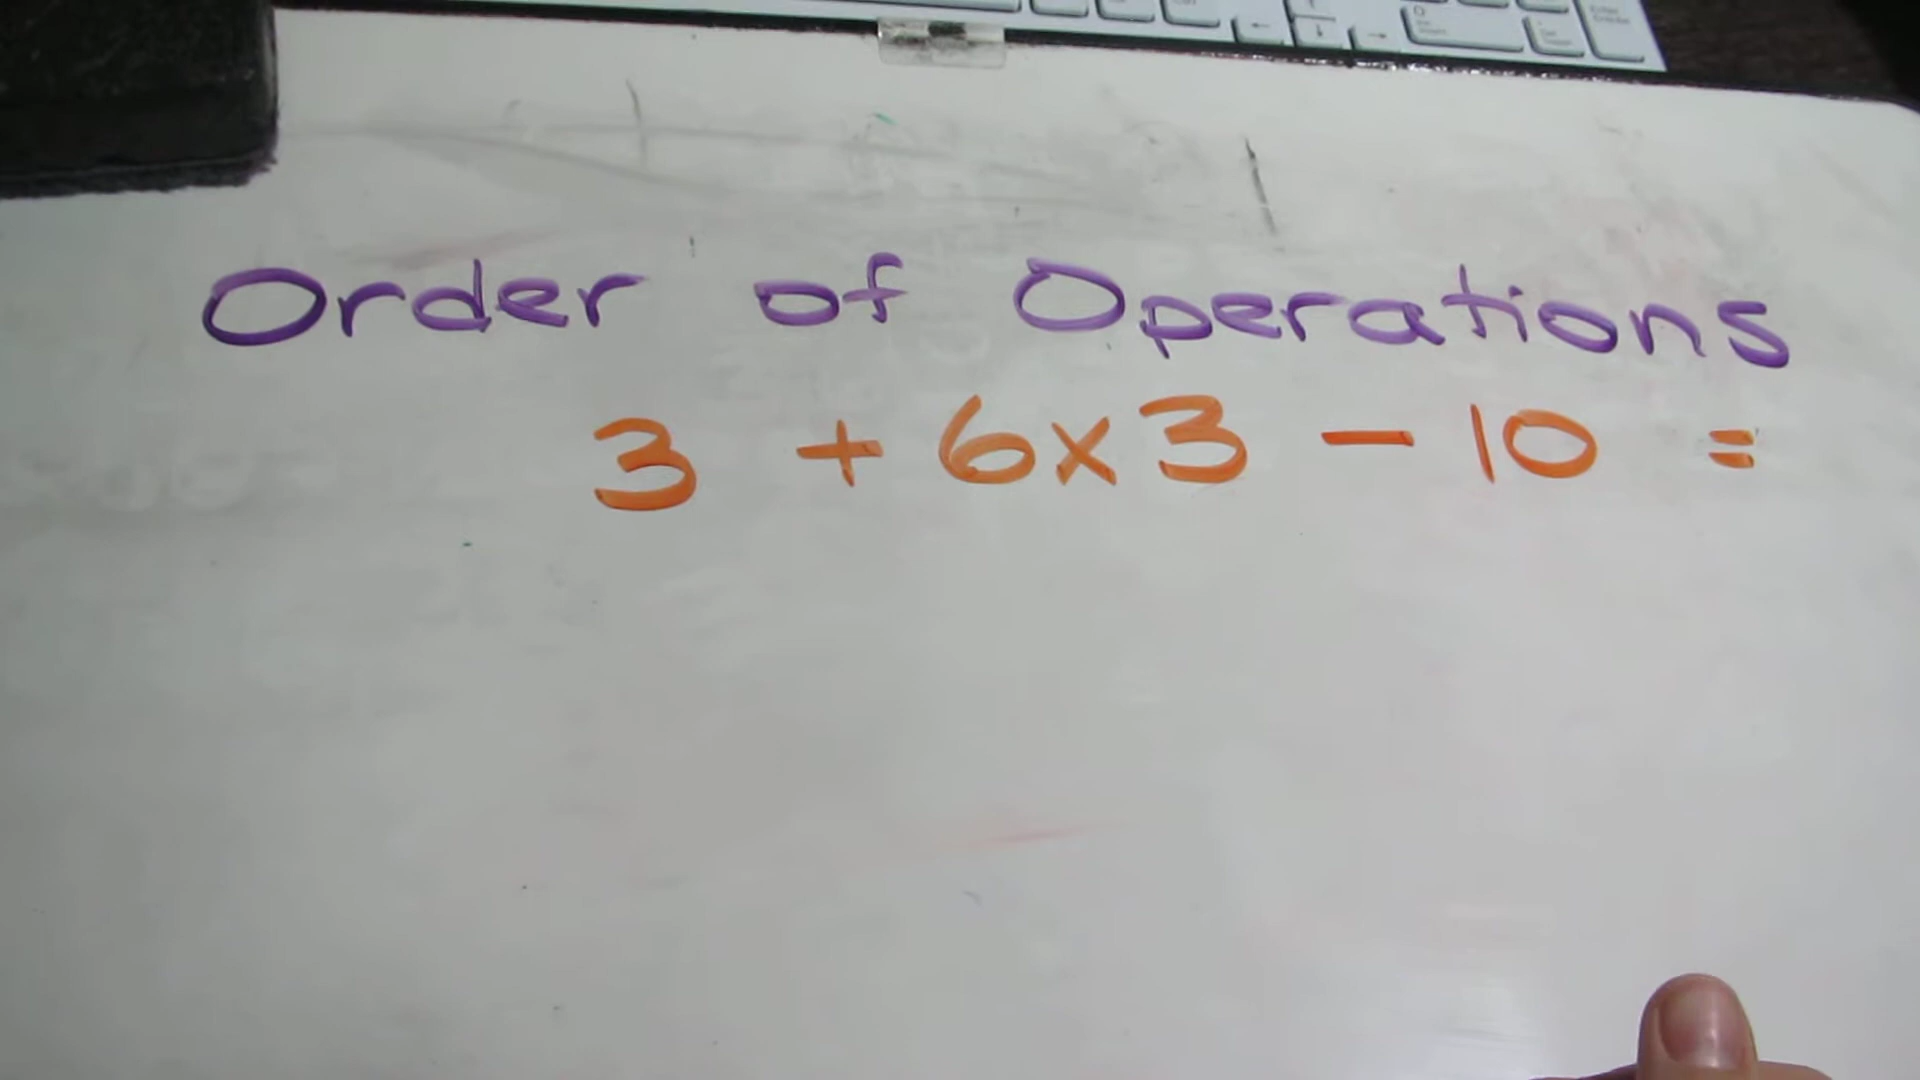 Order of Operations
3 + 6x3 - 10 =